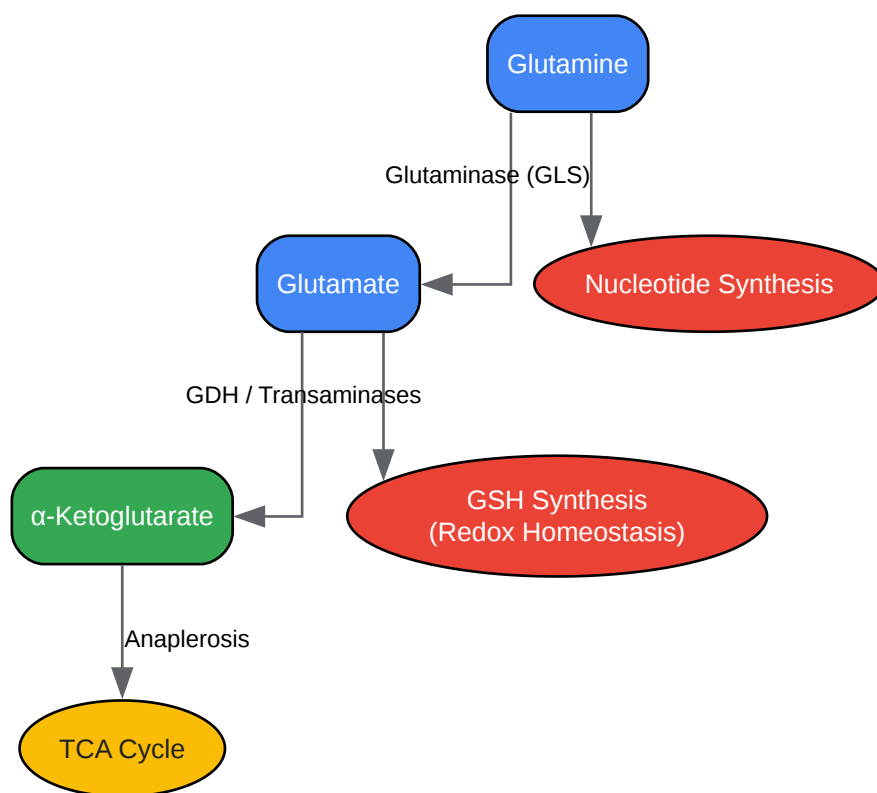 Glutamine
Glutaminase (GLS)
Glutamate
Nucleotide Synthesis
GDH / Transaminases
α-Ketoglutarate
GSH Synthesis
(Redox Homeostasis)
Anaplerosis
TCA Cycle